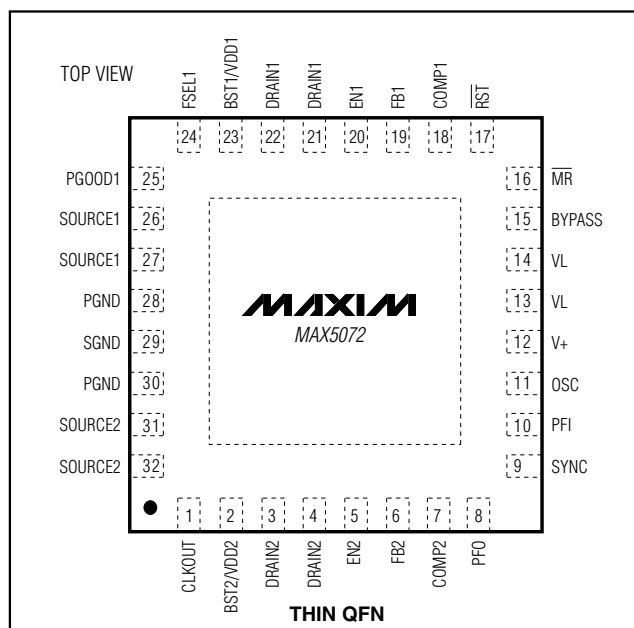 TOP VIEW
FSEL1
BST1/VDD1
DRAIN1
DRAIN1
EN1
FB1
COMP1
RST
24 23 22 21 20 19 18 17
PGOOD1 25
SOURCE1 26
SOURCE1 27
PGND 28
SGND 29
PGND 30
SOURCE2 31
SOURCE2 32
MAXIM
MAX5072
16 MR
15 BYPASS
14 VL
13 VL
12 V+
11 OSC
10 PFI
9 SYNC
1 2 3 4 5 6 7 8
CLKOUT
BST2/VDD2
DRAIN2
DRAIN2
EN2
FB2
COMP2
PFO
THIN QFN